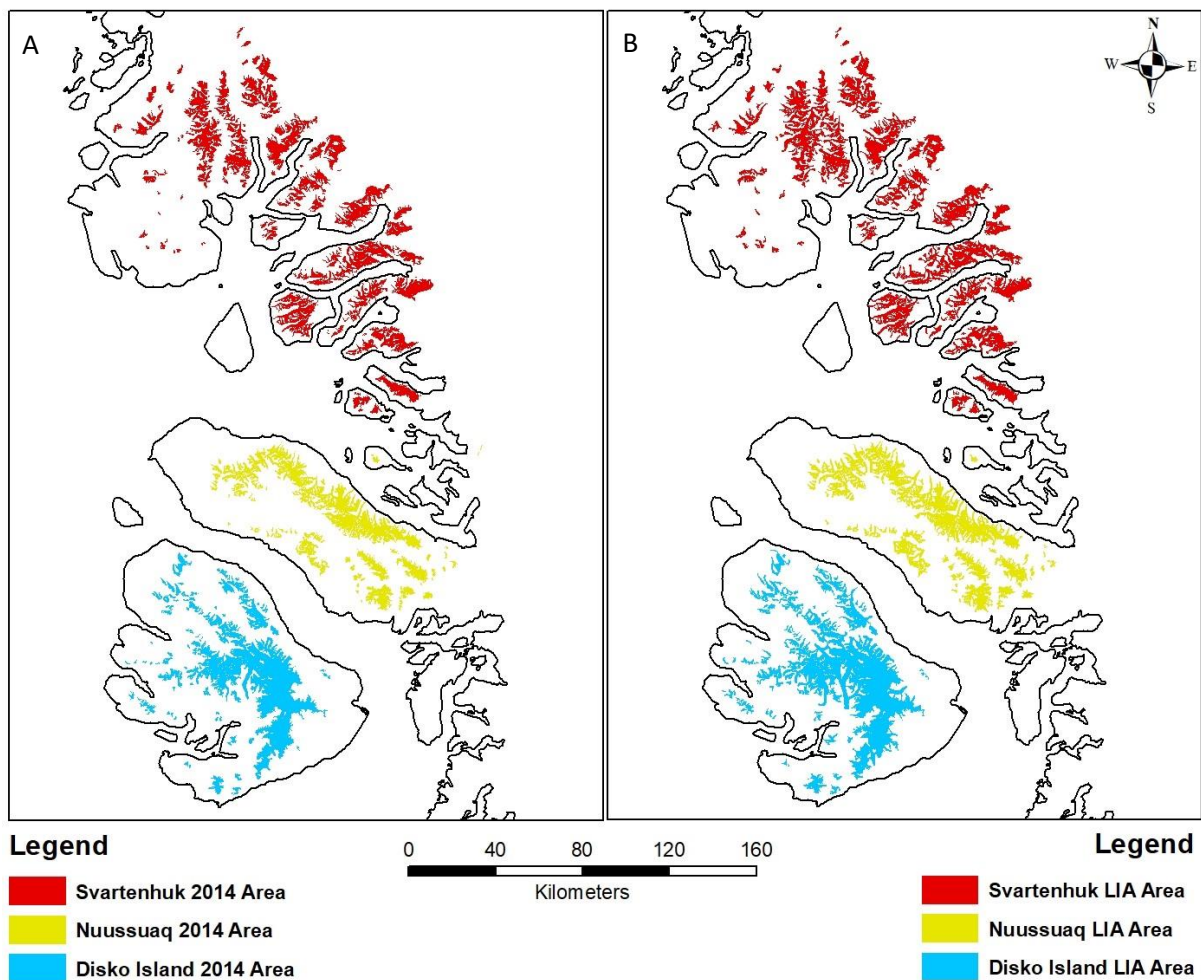 A
B
N
W
E
S
Legend
Svartenhuk 2014 Area
Nuussuaq 2014 Area
Disko Island 2014 Area
0 40 80 120 160
Kilometers
Legend
Svartenhuk LIA Area
Nuussuaq LIA Area
Disko Island LIA Area